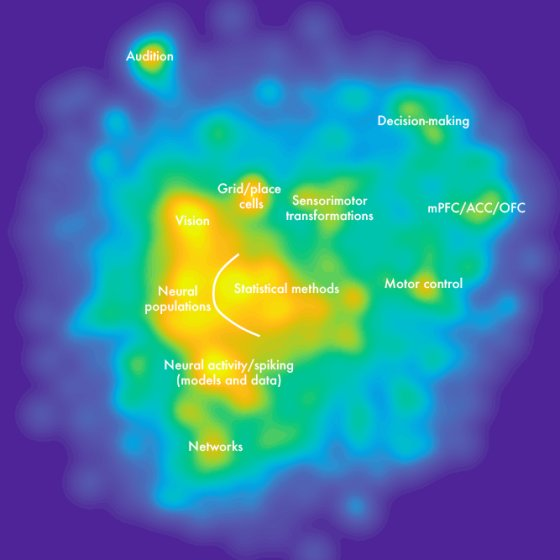 Audition
Decision-making
Grid/place
cells
Sensorimotor
transformations
mPFC/ACC/OFC
Vision
Motor control
Neural
populations
Statistical methods
Neural activity/spiking
(models and data)
Networks